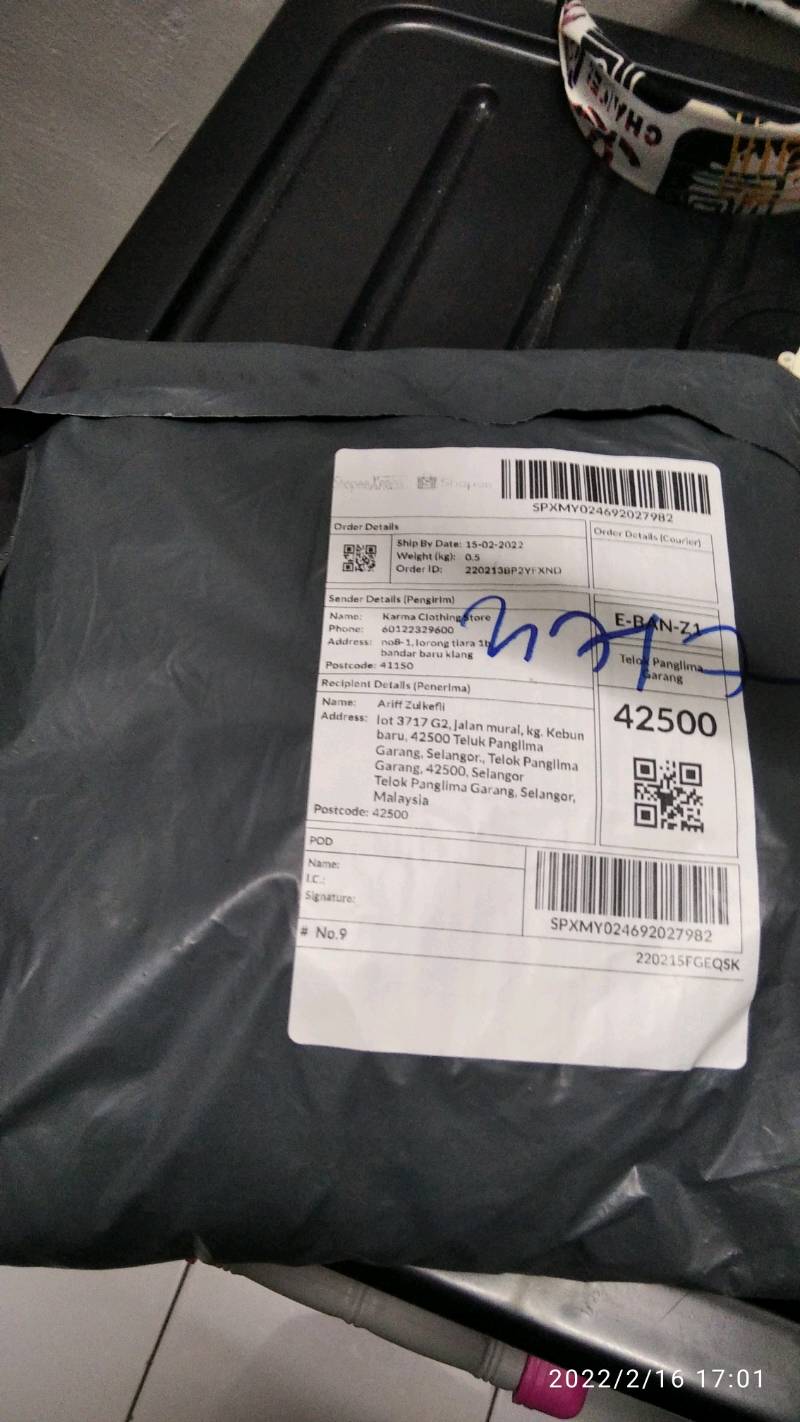 CHANEL
ShopeeXpress Shopee
SPXMY024692027982
Order Details
Ship By Date: 15-02-2022
Weight (kg): 0.5
Order ID: 220213BP2YFXND
Order Details (Courier)
Sender Details (Pengirim)
Name: Karma Clothing Store
Phone: 60122329600
Address: no8-1, lorong tiara 1b
bandar baru klang
Postcode: 41150
E-BAN-Z1
Telok Panglima
Garang
42500
Recipient Details (Penerima)
Name: Ariff Zulkefli
Address: lot 3717 G2, jalan murai, kg. Kebun
baru, 42500 Teluk Panglima
Garang, Selangor., Telok Panglima
Garang, 42500, Selangor
Telok Panglima Garang, Selangor,
Malaysia
Postcode: 42500
POD
Name:
I.C.:
Signature:
SPXMY024692027982
# No.9
220215FGEQSK
2022/2/16 17:01